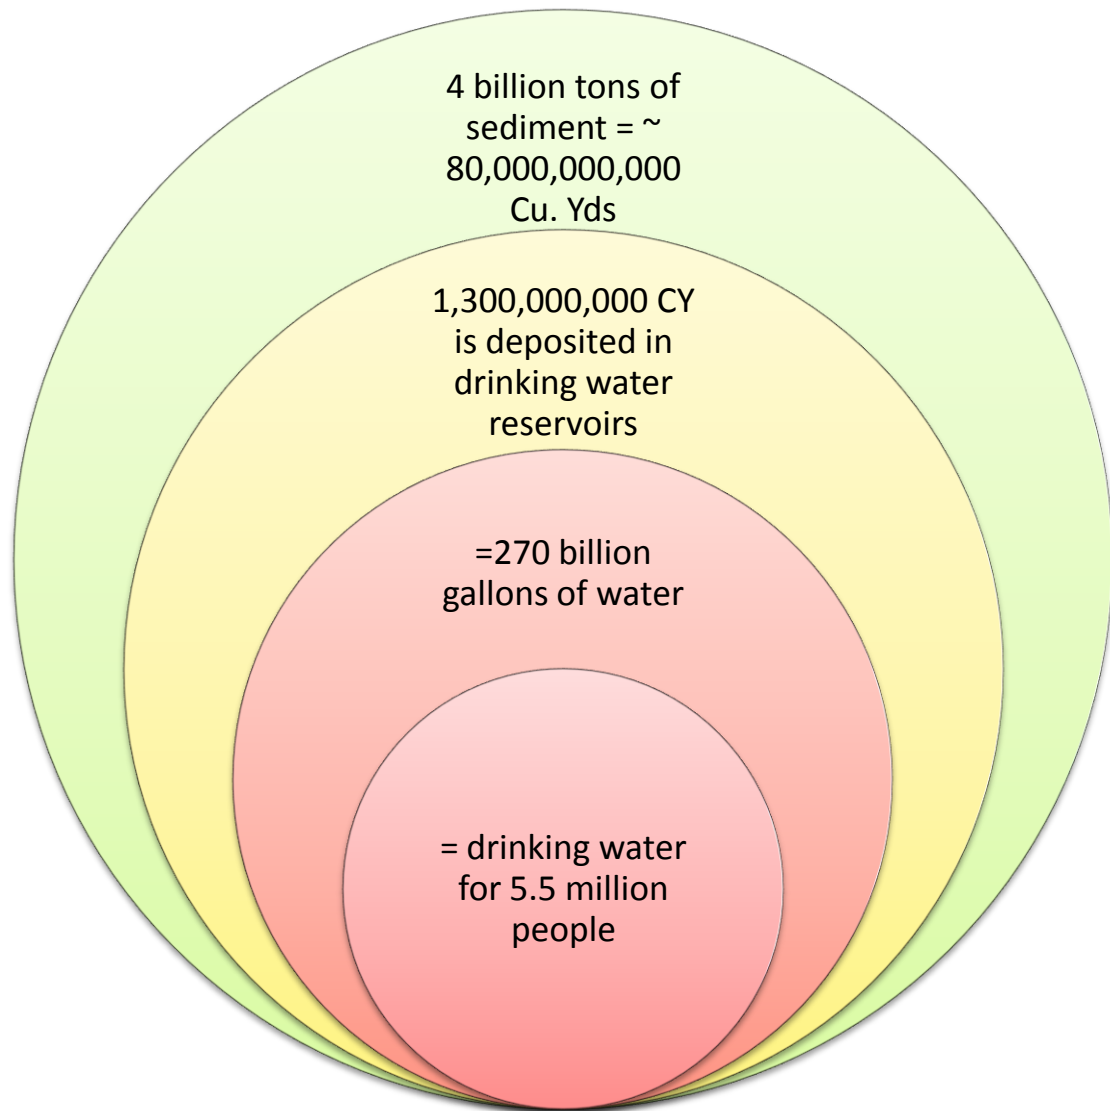 4 billion tons of
sediment = ~
80,000,000,000
Cu. Yds
1,300,000,000 CY
is deposited in
drinking water
reservoirs
=270 billion
gallons of water
= drinking water
for 5.5 million
people